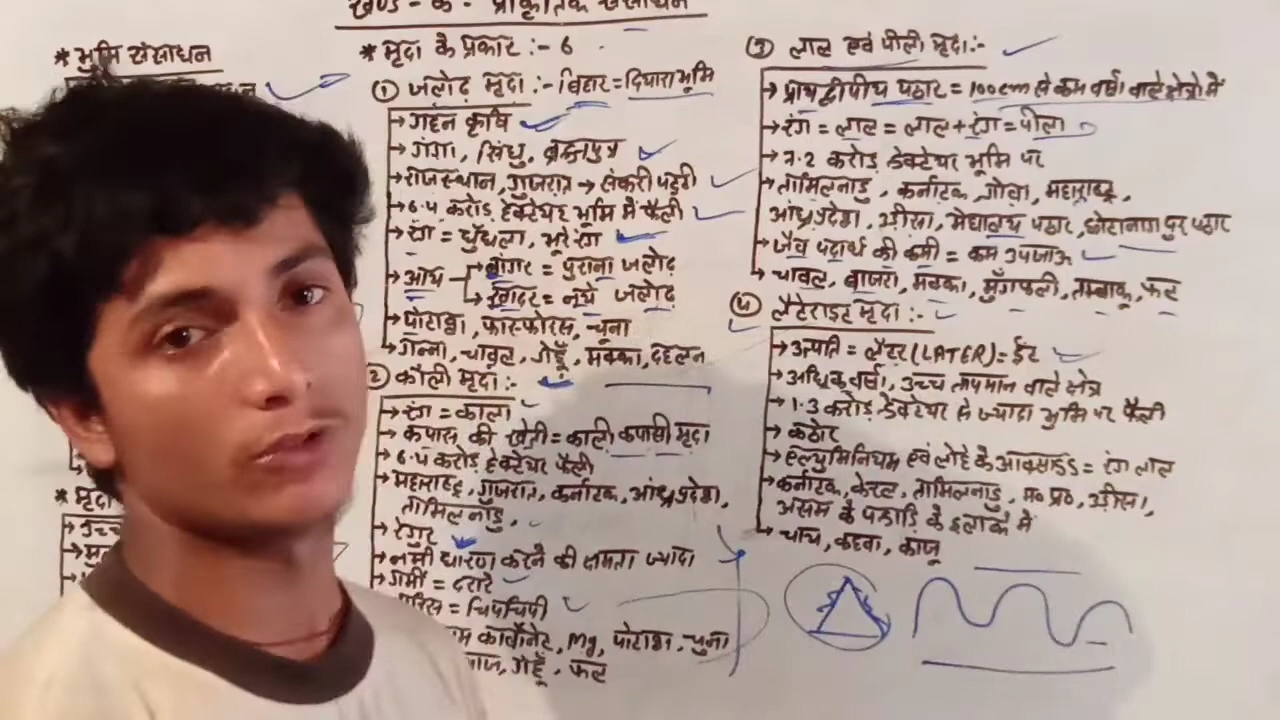 खण्ड - क - प्राकृतिक संसाधन
* भूमि संसाधन
* मृदा
* मृदा के प्रकार :- 6
① जलोढ़ मृदा :- बिहार = दियारा भूमि
→ गहन कृषि
→ गंगा, सिंधु, ब्रह्मपुत्र
→ राजस्थान, गुजरात → संकरी पट्टी
→ 6.4 करोड़ हेक्टेयर भूमि में फैली
→ रंग = धुँधला, भूरे रंग
→ आयु
→ बांगर = पुराना जलोढ़
→ खादर = नये जलोढ़
→ पोटाश, फास्फोरस, चूना
→ गन्ना, चावल, गेहूँ, मक्का, दलहन
② काली मृदा :-
→ रंग = काला
→ कपास की खेती = काली कपासी मृदा
→ 6.4 करोड़ हेक्टेयर फैली
→ महाराष्ट्र, गुजरात, कर्नाटक, आंध्रप्रदेश,
तामिलनाडु,
→ रेगुर
→ नमी धारण करने की क्षमता ज्यादा
→ गर्मी = दरारे
= चिपचिपी
कार्बोनेट, Mg, पोटाश, चुना
गेहूँ, फल
③ लाल एवं पीली मृदा :-
→ प्रायद्वीपीय पठार = 100cm से कम वर्षा वाले क्षेत्रो में
→ रंग = लाल = लाल + रंग = पीला
→ 7.2 करोड़ हेक्टेयर भूमि पर
→ तामिलनाडु, कर्नाटक, गोवा, महाराष्ट्र,
आंध्रप्रदेश, उड़ीसा, मेघालय पठार, छोटानागपुर पठार
→ जैव पदार्थ की कमी = कम उपजाऊ
→ चावल, बाजरा, मक्का, मुँगफली, तम्बाकू, फल
④ लैटेराइट मृदा :-
→ उत्पति = लैटर (LATER) = ईंट
→ अधिक वर्षा, उच्च तापमान वाले क्षेत्र
→ 1.3 करोड़ हेक्टेयर से ज्यादा भुमि पर फैली
→ कठोर
→ एल्युमिनियम एवं लोहे के आक्साइड = रंग लाल
→ कर्नाटक, केरल, तामिलनाडु, म० प्र०, उड़ीसा,
असम के पहाड़ि के इलाके में
→ चाय, कहवा, काजू